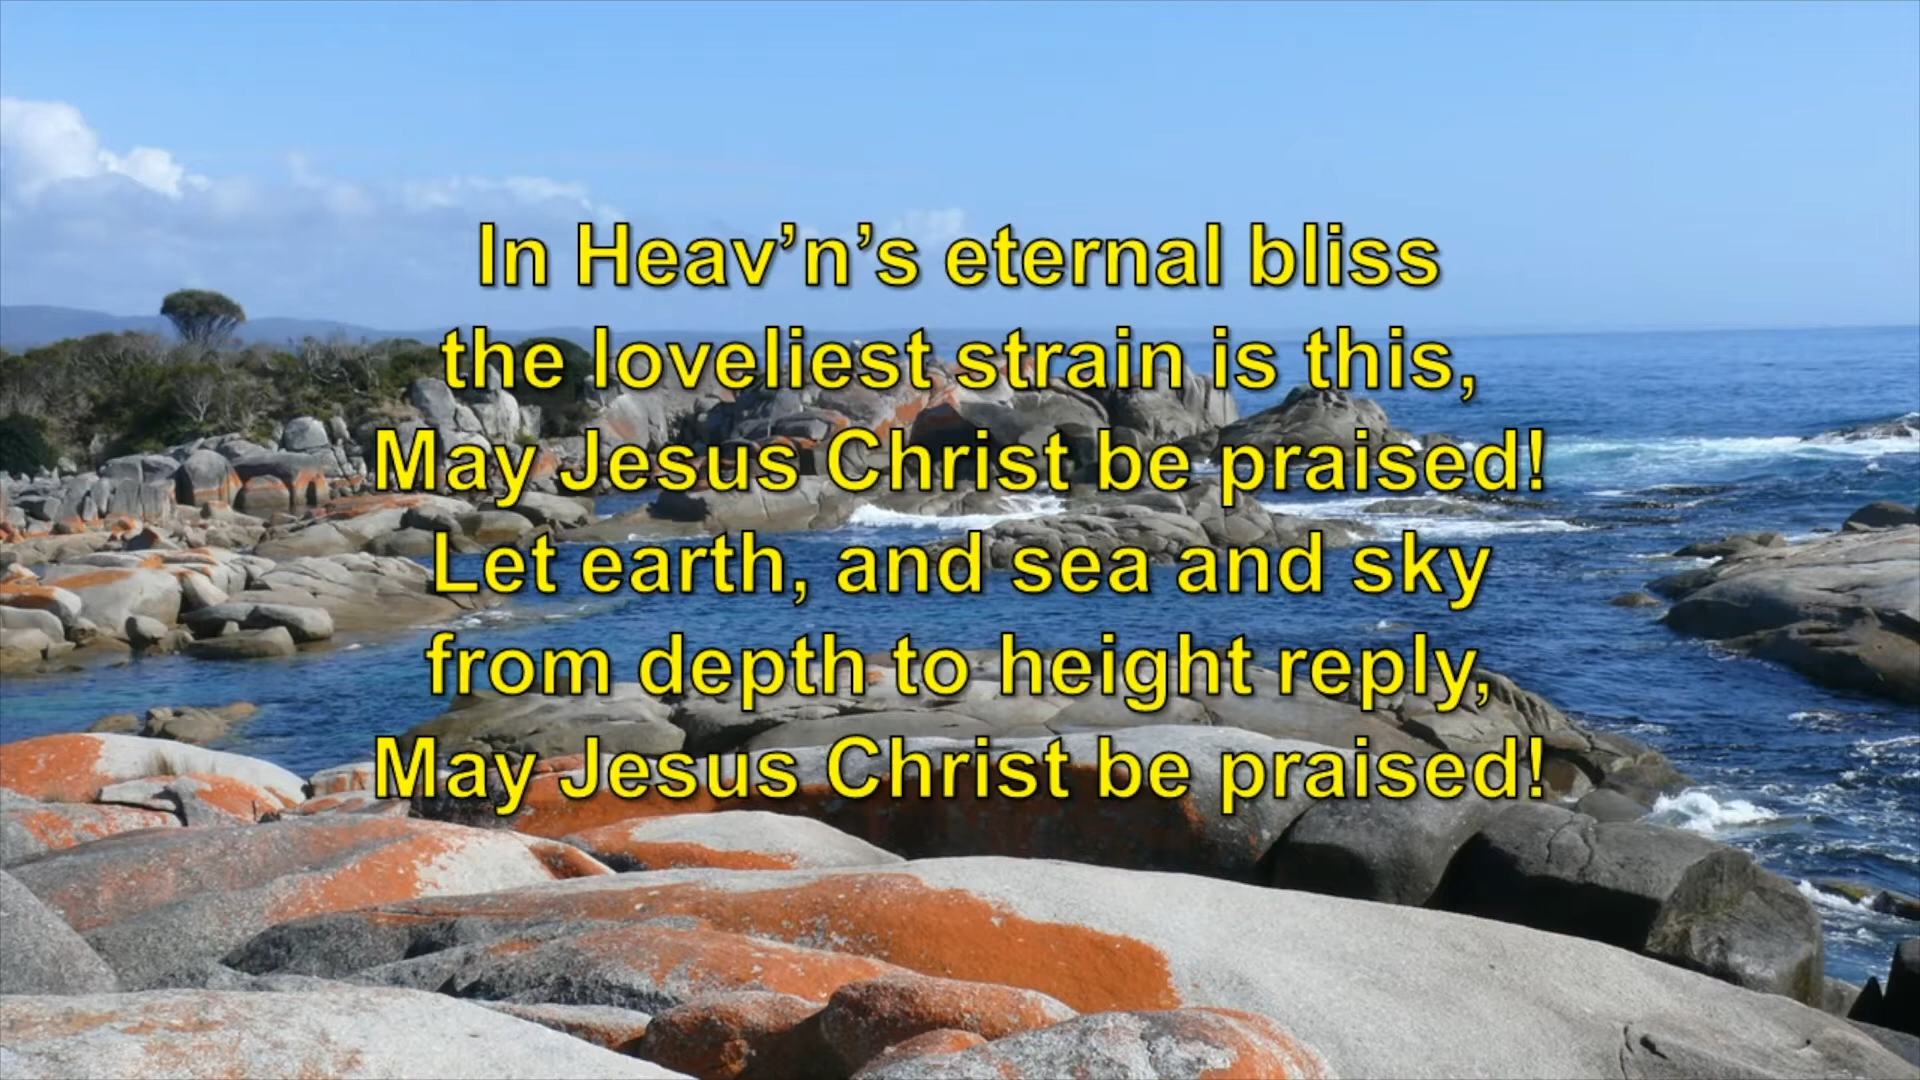 In Heav’n’s eternal bliss
the loveliest strain is this,
May Jesus Christ be praised!
Let earth, and sea and sky
from depth to height reply,
May Jesus Christ be praised!